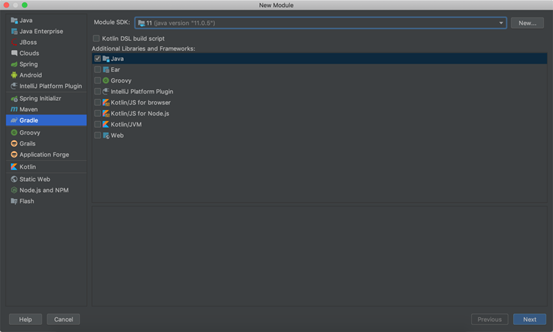 New Module
Java
Java Enterprise
JBoss
Clouds
Spring
Android
IntelliJ Platform Plugin
Spring Initializr
Maven
Gradle
Groovy
Grails
Application Forge
Kotlin
Static Web
Node.js and NPM
Flash
Module SDK: 11 (java version "11.0.5") New...
Kotlin DSL build script
Additional Libraries and Frameworks:
Java
Ear
Groovy
IntelliJ Platform Plugin
Kotlin/JS for browser
Kotlin/JS for Node.js
Kotlin/JVM
Web
Help Cancel Previous Next